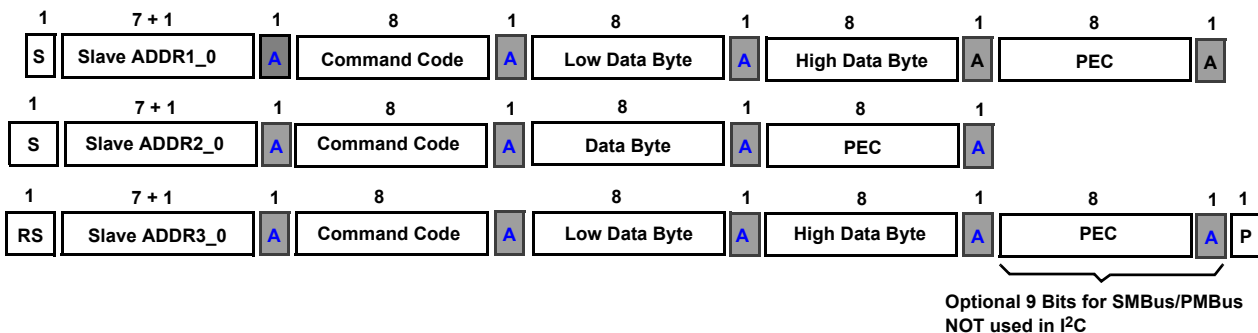 1 7 + 1 1 8 1 8 1 8 1 8 1
S Slave ADDR1_0 A Command Code A Low Data Byte A High Data Byte A PEC A
1 7 + 1 1 8 1 8 1 8 1
S Slave ADDR2_0 A Command Code A Data Byte A PEC A
1 7 + 1 1 8 1 8 1 8 1 8 1 1
RS Slave ADDR3_0 A Command Code A Low Data Byte A High Data Byte A PEC A P
Optional 9 Bits for SMBus/PMBus
NOT used in I²C